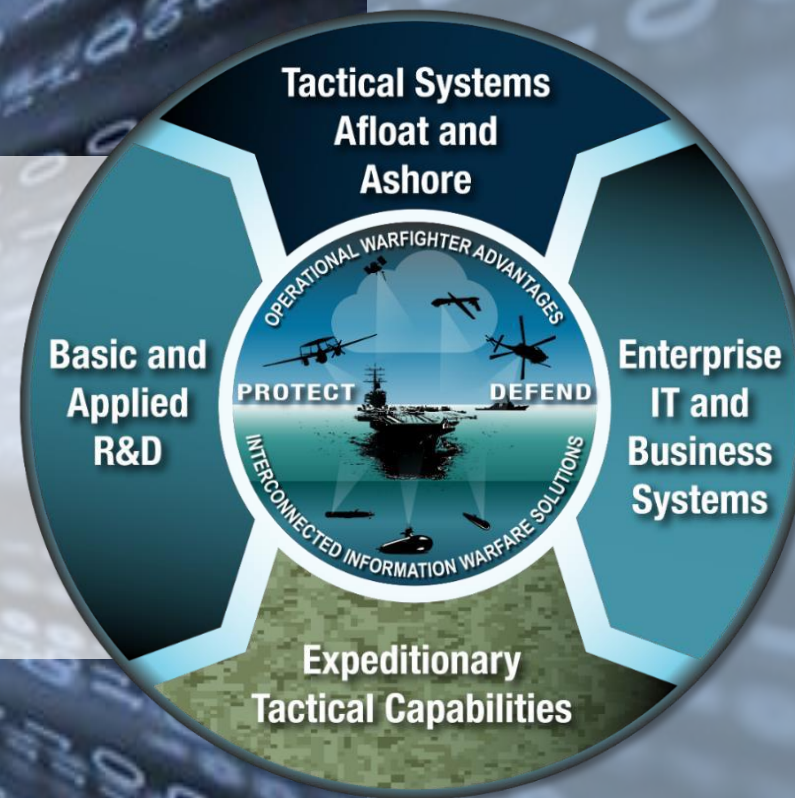 Tactical Systems
Afloat and
Ashore
Basic and
Applied
R&D
OPERATIONAL WARFIGHTER ADVANTAGES
PROTECT
DEFEND
INTERCONNECTED INFORMATION WARFARE SOLUTIONS
Enterprise
IT and
Business
Systems
Expeditionary
Tactical Capabilities